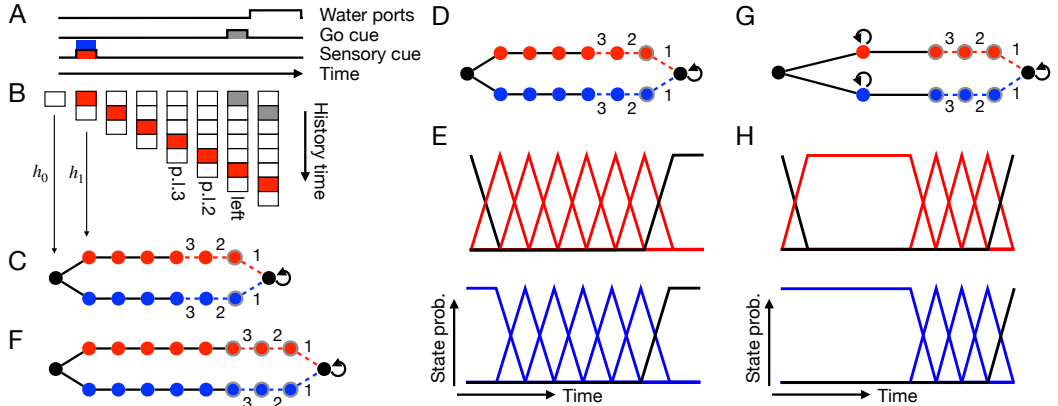 A
Water ports
Go cue
Sensory cue
Time
B
h0
h1
p.l.3
p.l.2
left
History time
C
3 2 1
3 2 1
F
3 2 1
3 2 1
D
3 2 1
3 2 1
E
State prob.
Time
G
3 2 1
3 2 1
H
State prob.
Time